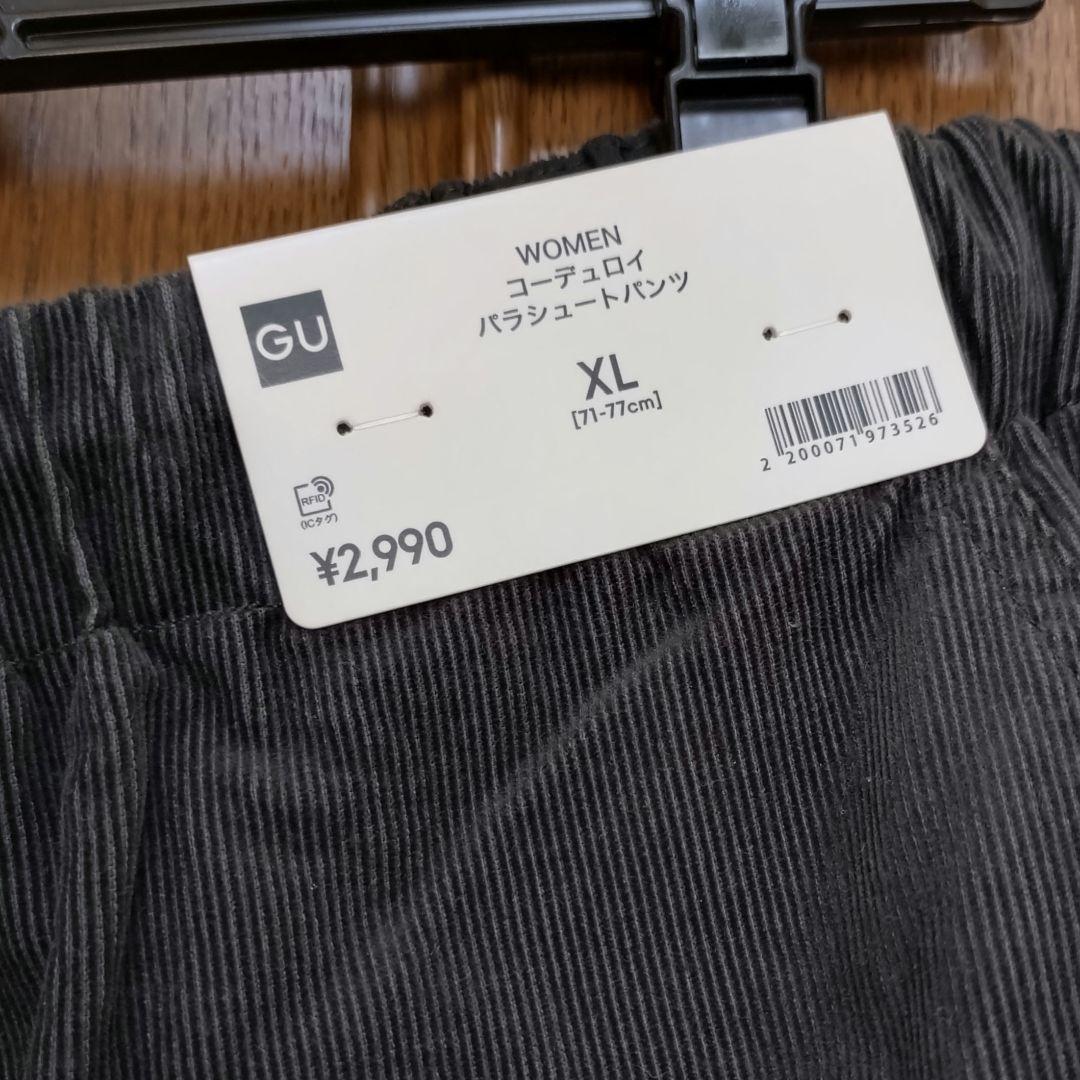 WOMEN
コーデュロイ
パラシュートパンツ
GU
XL
[71-77cm]
2 200071 973526
RFID
(ICタグ)
¥2,990